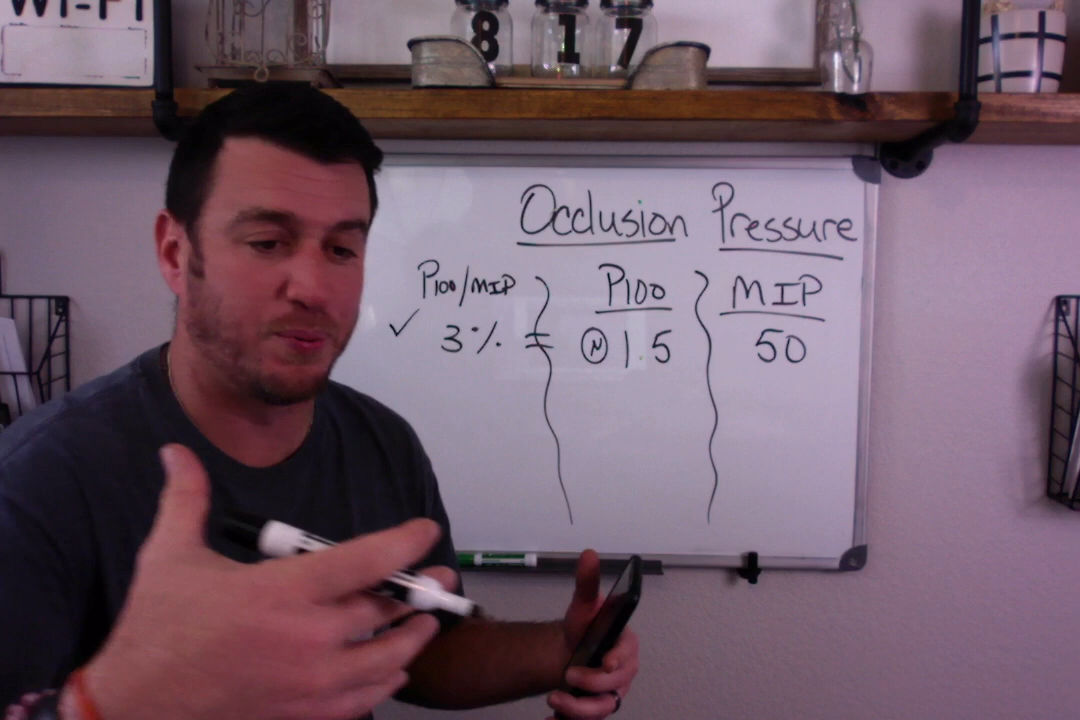 WI-FI
8 1 7
Occlusion Pressure
P100/MIP P100 MIP
✓ 3% = Ⓝ 1.5 50